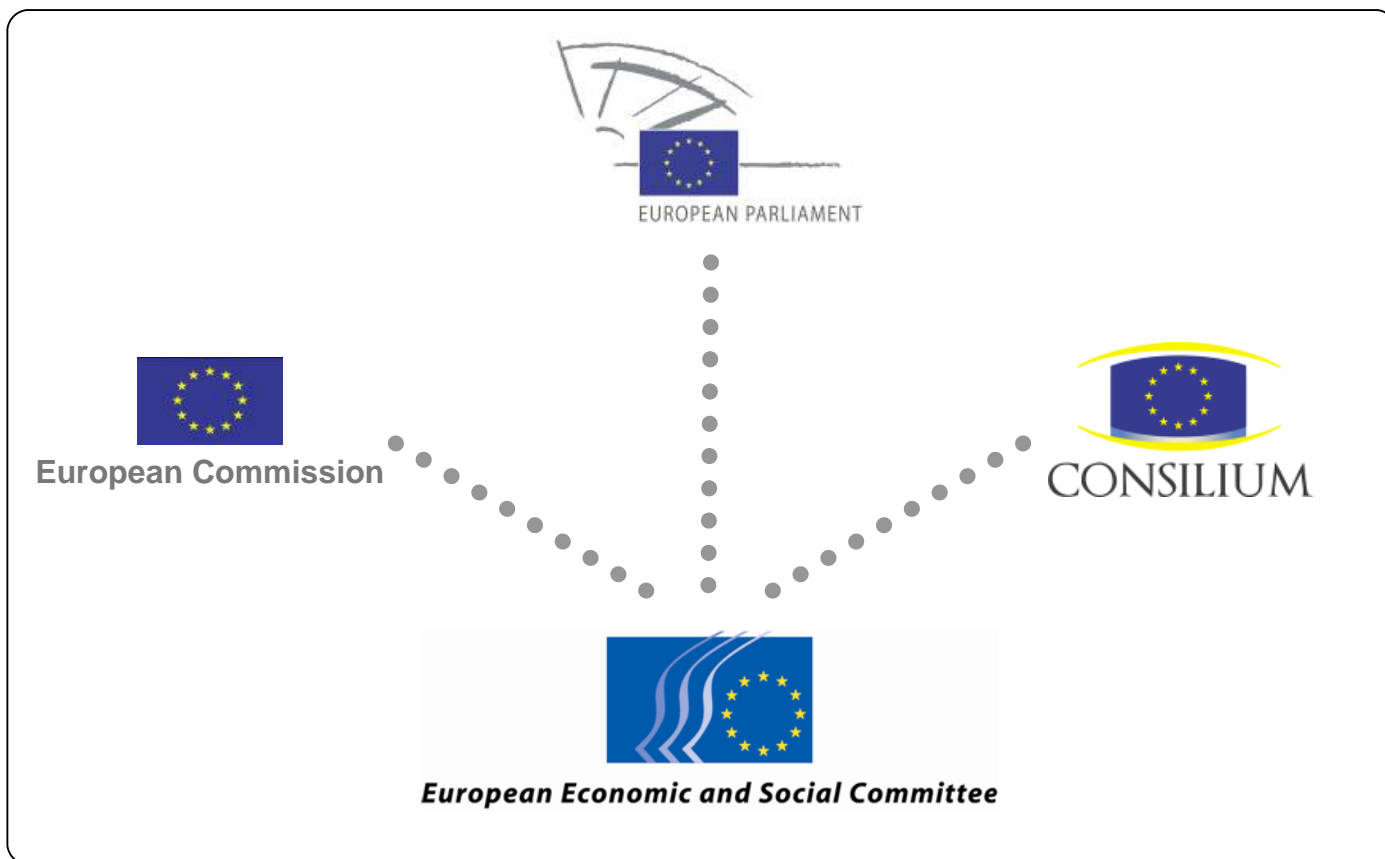 EUROPEAN PARLIAMENT
European Commission
CONSILIUM
European Economic and Social Committee